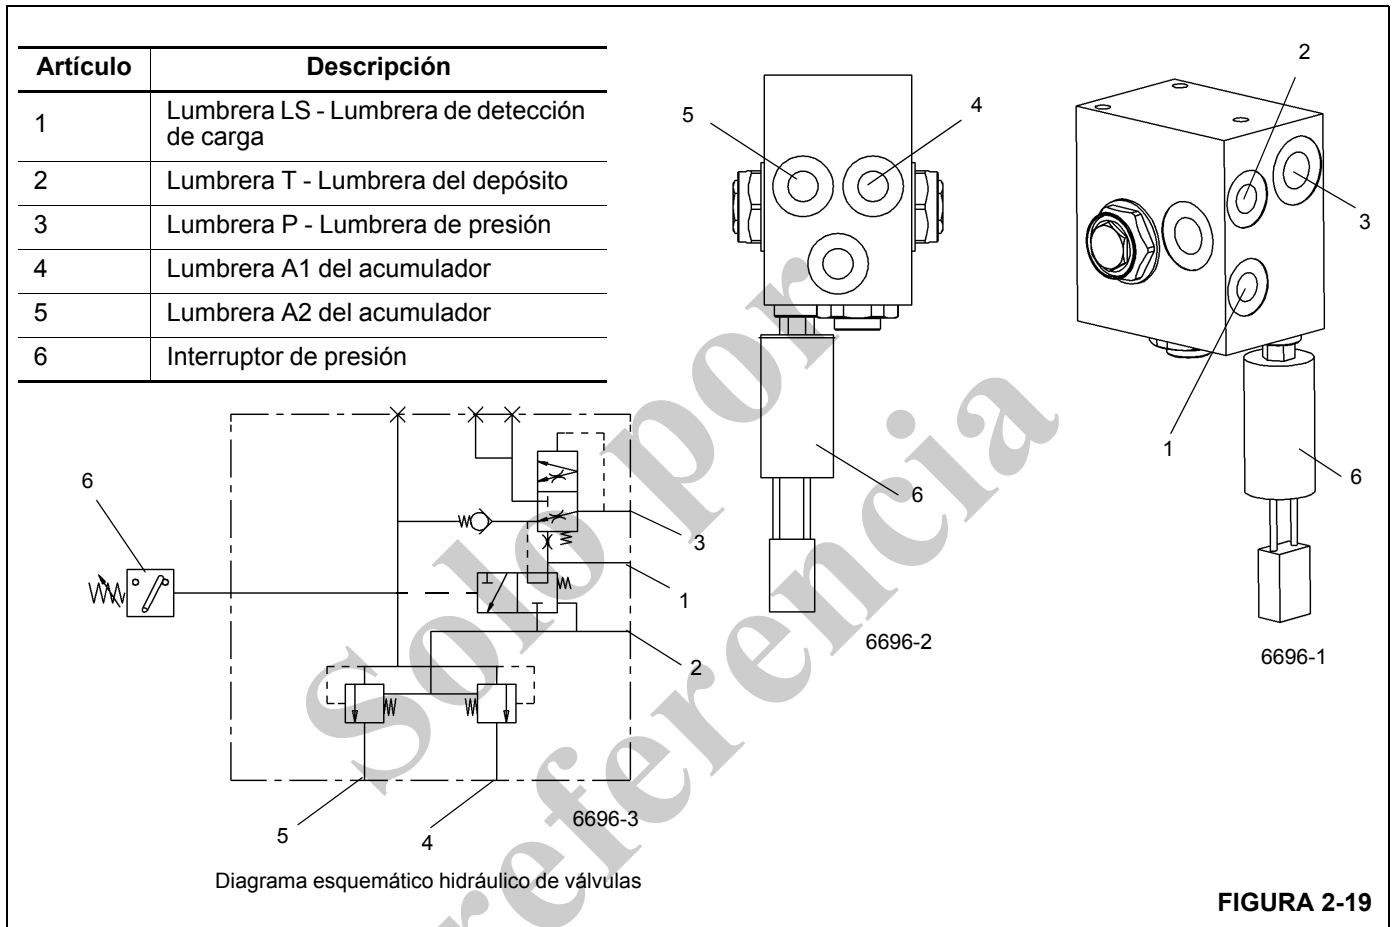 Artículo Descripción
1 Lumbrera LS - Lumbrera de detección
de carga
2 Lumbrera T - Lumbrera del depósito
3 Lumbrera P - Lumbrera de presión
4 Lumbrera A1 del acumulador
5 Lumbrera A2 del acumulador
6 Interruptor de presión
5
4
6
6696-2
2
3
1
6
6696-1
6
3
1
2
5
4
6696-3
Diagrama esquemático hidráulico de válvulas
Solo por
referencia
FIGURA 2-19